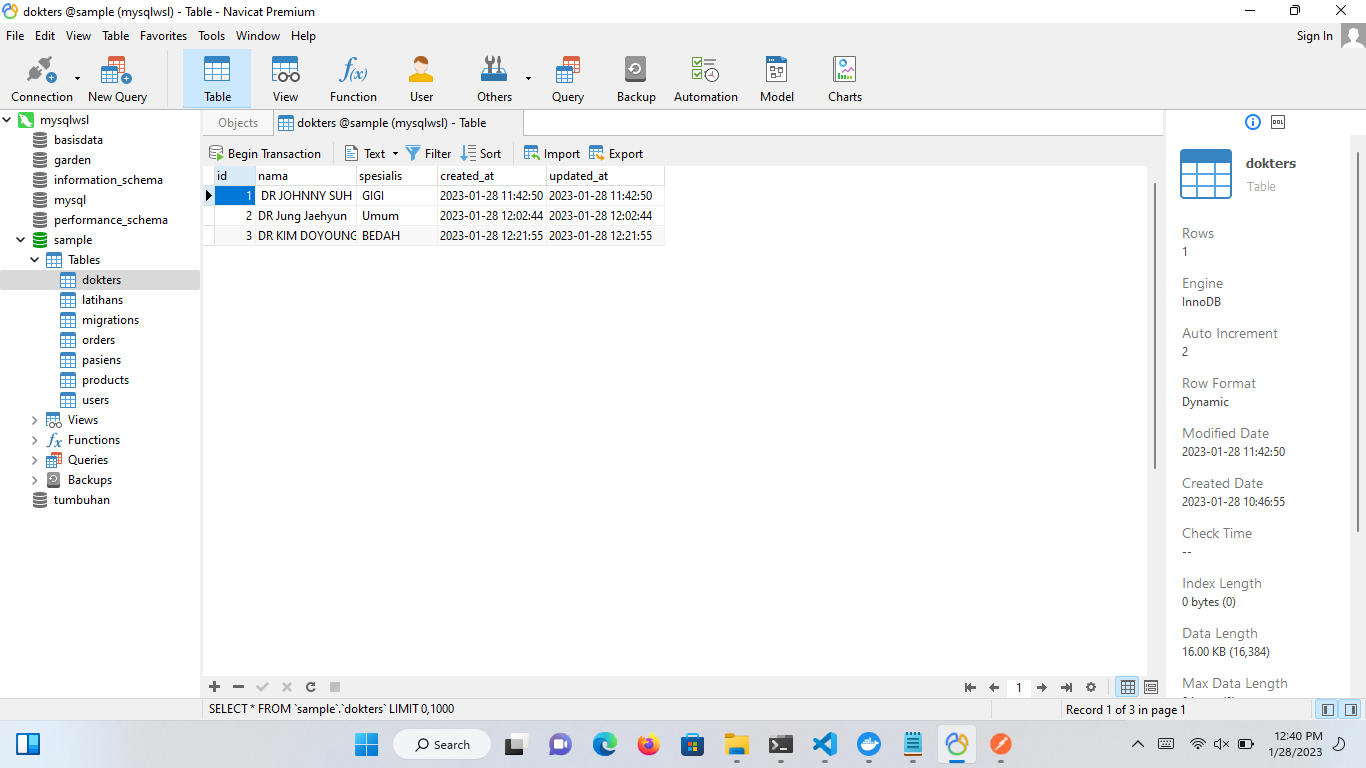 dokters @sample (mysqlwsl) - Table - Navicat Premium
File Edit View Table Favorites Tools Window Help Sign In
Connection New Query Table View Function User Others Query Backup Automation Model Charts
mysqlwsl
basisdata
garden
information_schema
mysql
performance_schema
sample
Tables
dokters
latihans
migrations
orders
pasiens
products
users
Views
Functions
Queries
Backups
tumbuhan
Objects dokters @sample (mysqlwsl) - Table
Begin Transaction Text Filter Sort Import Export
id nama spesialis created_at updated_at
1 DR JOHNNY SUH GIGI 2023-01-28 11:42:50 2023-01-28 11:42:50
2 DR Jung Jaehyun Umum 2023-01-28 12:02:44 2023-01-28 12:02:44
3 DR KIM DOYOUNG BEDAH 2023-01-28 12:21:55 2023-01-28 12:21:55
DDL
dokters
Table
Rows
1
Engine
InnoDB
Auto Increment
2
Row Format
Dynamic
Modified Date
2023-01-28 11:42:50
Created Date
2023-01-28 10:46:55
Check Time
--
Index Length
0 bytes (0)
Data Length
16.00 KB (16,384)
Max Data Length
1
SELECT * FROM `sample`.`dokters` LIMIT 0,1000 Record 1 of 3 in page 1
Search
12:40 PM
1/28/2023